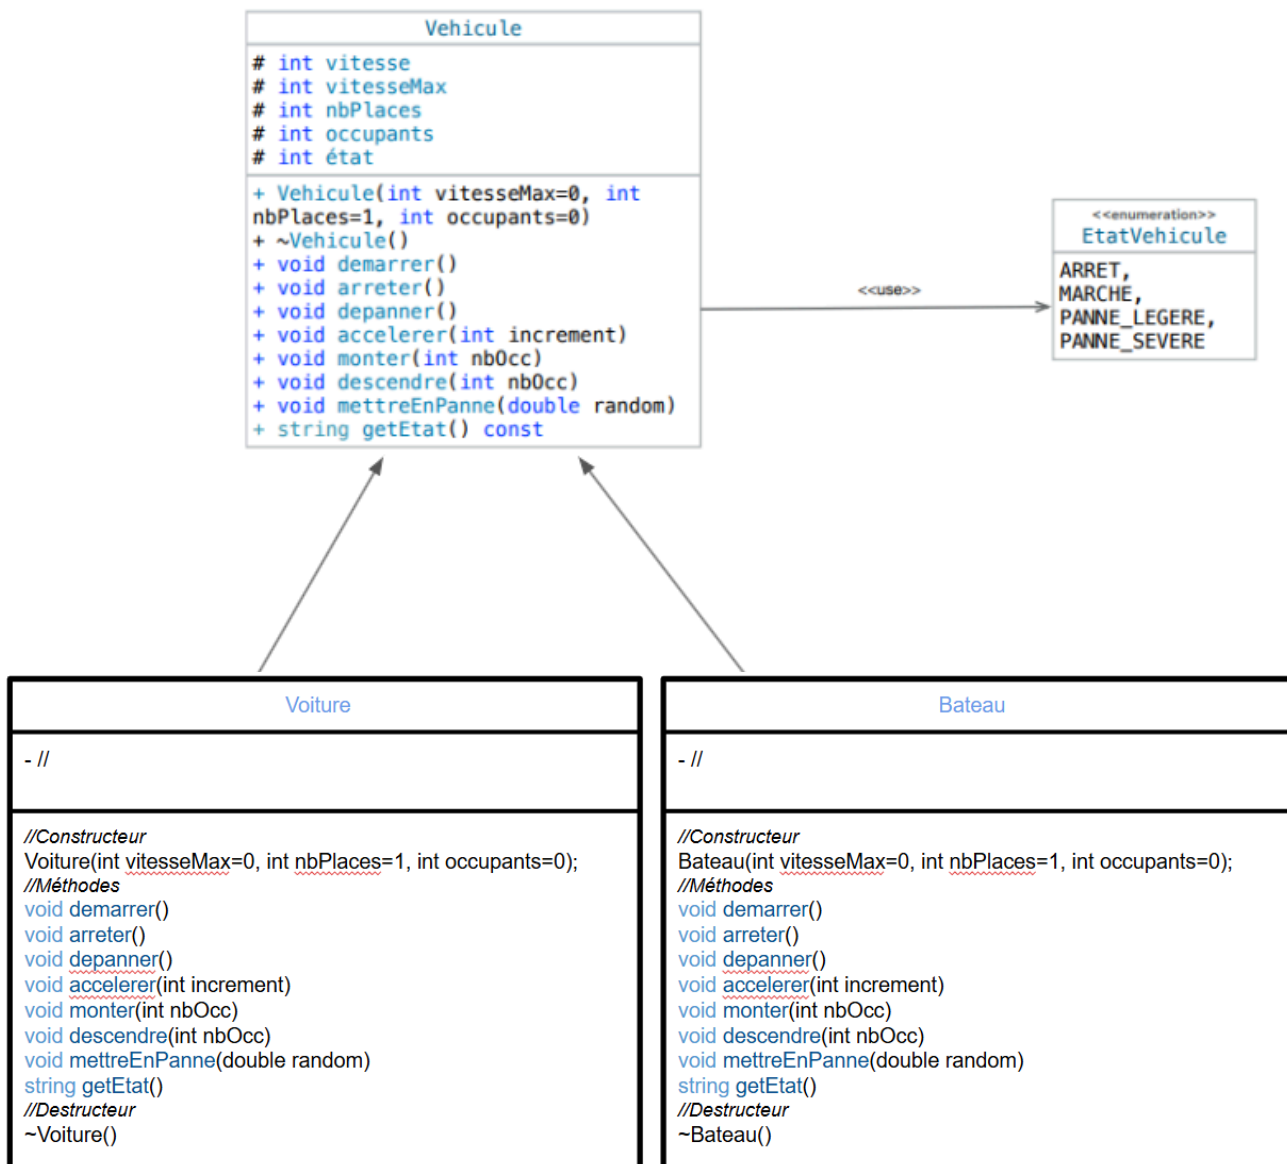 Vehicule
# int vitesse
# int vitesseMax
# int nbPlaces
# int occupants
# int état
+ Vehicule(int vitesseMax=0, int
nbPlaces=1, int occupants=0)
+ ~Vehicule()
+ void demarrer()
+ void arreter()
+ void depanner()
+ void accelerer(int increment)
+ void monter(int nbOcc)
+ void descendre(int nbOcc)
+ void mettreEnPanne(double random)
+ string getEtat() const
<<use>>
<<enumeration>>
EtatVehicule
ARRET,
MARCHE,
PANNE_LEGERE,
PANNE_SEVERE
Voiture
- //
//Constructeur
Voiture(int vitesseMax=0, int nbPlaces=1, int occupants=0);
//Méthodes
void demarrer()
void arreter()
void depanner()
void accelerer(int increment)
void monter(int nbOcc)
void descendre(int nbOcc)
void mettreEnPanne(double random)
string getEtat()
//Destructeur
~Voiture()
Bateau
- //
//Constructeur
Bateau(int vitesseMax=0, int nbPlaces=1, int occupants=0);
//Méthodes
void demarrer()
void arreter()
void depanner()
void accelerer(int increment)
void monter(int nbOcc)
void descendre(int nbOcc)
void mettreEnPanne(double random)
string getEtat()
//Destructeur
~Bateau()